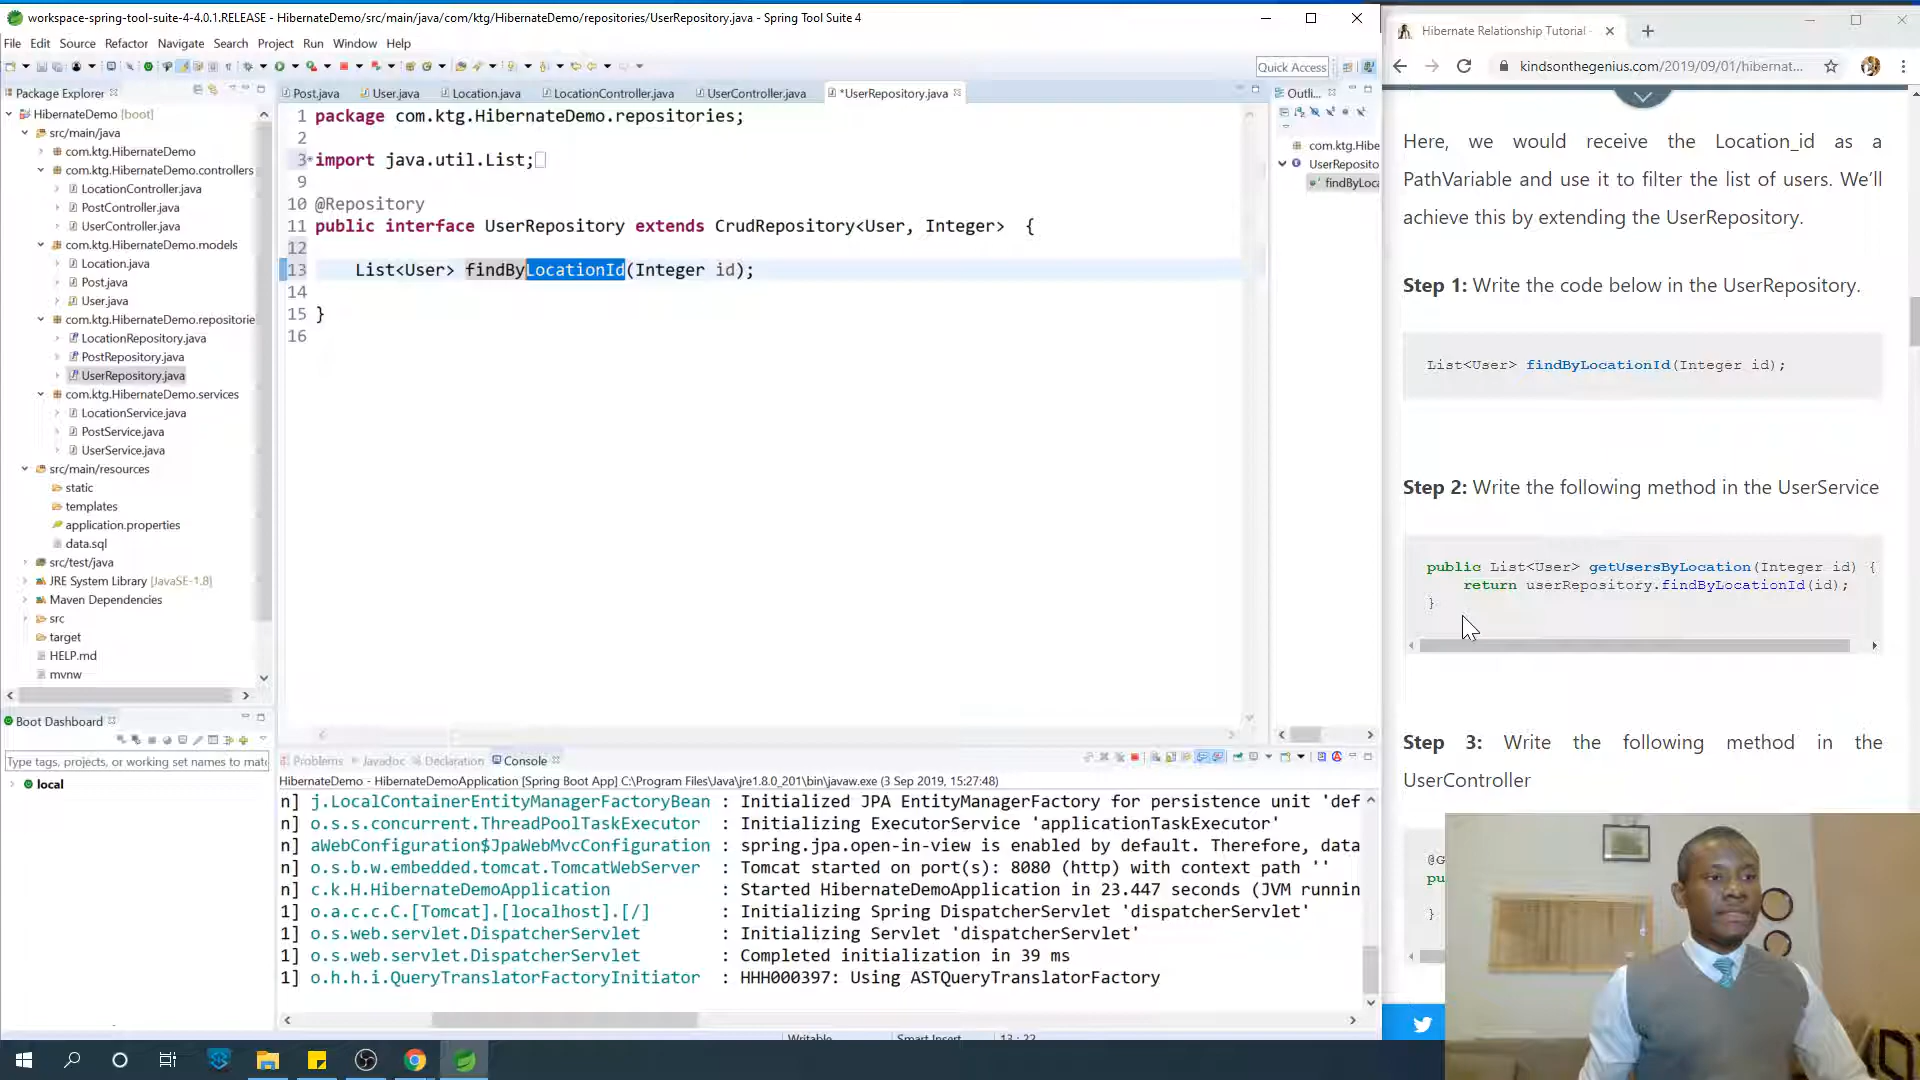 workspace-spring-tool-suite-4-4.0.1.RELEASE - HibernateDemo/src/main/java/com/ktg/HibernateDemo/repositories/UserRepository.java - Spring Tool Suite 4
File Edit Source Refactor Navigate Search Project Run Window Help
Quick Access
Package Explorer
HibernateDemo [boot]
src/main/java
com.ktg.HibernateDemo
com.ktg.HibernateDemo.controllers
LocationController.java
PostController.java
UserController.java
com.ktg.HibernateDemo.models
Location.java
Post.java
User.java
com.ktg.HibernateDemo.repositorie
LocationRepository.java
PostRepository.java
UserRepository.java
com.ktg.HibernateDemo.services
LocationService.java
PostService.java
UserService.java
src/main/resources
static
templates
application.properties
data.sql
src/test/java
JRE System Library [JavaSE-1.8]
Maven Dependencies
src
target
HELP.md
mvnw
Boot Dashboard
Type tags, projects, or working set names to mat
local
Post.java User.java Location.java LocationController.java UserController.java *UserRepository.java
1 package com.ktg.HibernateDemo.repositories;
2
3 import java.util.List;
9
10 @Repository
11 public interface UserRepository extends CrudRepository<User, Integer> {
12
13 List<User> findByLocationId(Integer id);
14
15 }
16
Outli...
com.ktg.Hibe
UserReposito
findByLoca
Problems Javadoc Declaration Console
HibernateDemo - HibernateDemoApplication [Spring Boot App] C:\Program Files\Java\jre1.8.0_201\bin\javaw.exe (3 Sep 2019, 15:27:48)
n] j.LocalContainerEntityManagerFactoryBean : Initialized JPA EntityManagerFactory for persistence unit 'def
n] o.s.s.concurrent.ThreadPoolTaskExecutor : Initializing ExecutorService 'applicationTaskExecutor'
n] aWebConfiguration$JpaWebMvcConfiguration : spring.jpa.open-in-view is enabled by default. Therefore, data
n] o.s.b.w.embedded.tomcat.TomcatWebServer : Tomcat started on port(s): 8080 (http) with context path ''
n] c.k.H.HibernateDemoApplication : Started HibernateDemoApplication in 23.447 seconds (JVM runnin
1] o.a.c.c.C.[Tomcat].[localhost].[/] : Initializing Spring DispatcherServlet 'dispatcherServlet'
1] o.s.web.servlet.DispatcherServlet : Initializing Servlet 'dispatcherServlet'
1] o.s.web.servlet.DispatcherServlet : Completed initialization in 39 ms
1] o.h.h.i.QueryTranslatorFactoryInitiator : HHH000397: Using ASTQueryTranslatorFactory
Writable Smart Insert 13 : 22
Hibernate Relationship Tutorial -
kindsonthegenius.com/2019/09/01/hibernat...
Here, we would receive the Location_id as a
PathVariable and use it to filter the list of users. We'll
achieve this by extending the UserRepository.
Step 1: Write the code below in the UserRepository.
List<User> findByLocationId(Integer id);
Step 2: Write the following method in the UserService
public List<User> getUsersByLocation(Integer id) {
return userRepository.findByLocationId(id);
}
Step 3: Write the following method in the
UserController
@G
pu
}